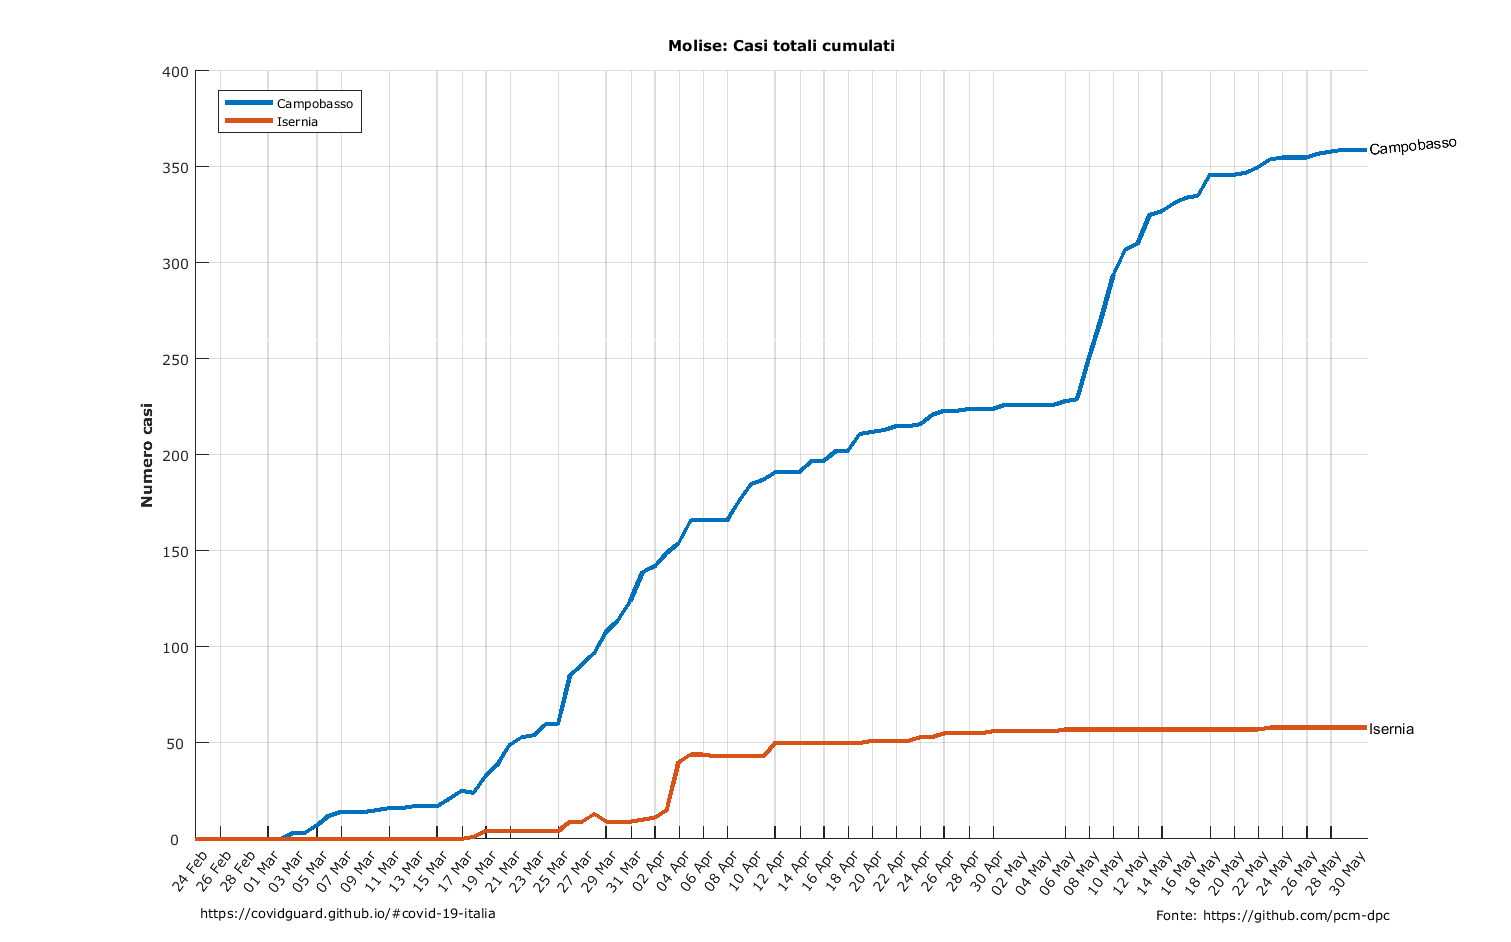 Molise: Casi totali cumulati
400
350
300
250
200
150
100
50
0
Numero casi
Campobasso
Isernia
Campobasso
Isernia
24 Feb
26 Feb
28 Feb
01 Mar
03 Mar
05 Mar
07 Mar
09 Mar
11 Mar
13 Mar
15 Mar
17 Mar
19 Mar
21 Mar
23 Mar
25 Mar
27 Mar
29 Mar
31 Mar
02 Apr
04 Apr
06 Apr
08 Apr
10 Apr
12 Apr
14 Apr
16 Apr
18 Apr
20 Apr
22 Apr
24 Apr
26 Apr
28 Apr
30 Apr
02 May
04 May
06 May
08 May
10 May
12 May
14 May
16 May
18 May
20 May
22 May
24 May
26 May
28 May
30 May
https://covidguard.github.io/#covid-19-italia
Fonte: https://github.com/pcm-dpc